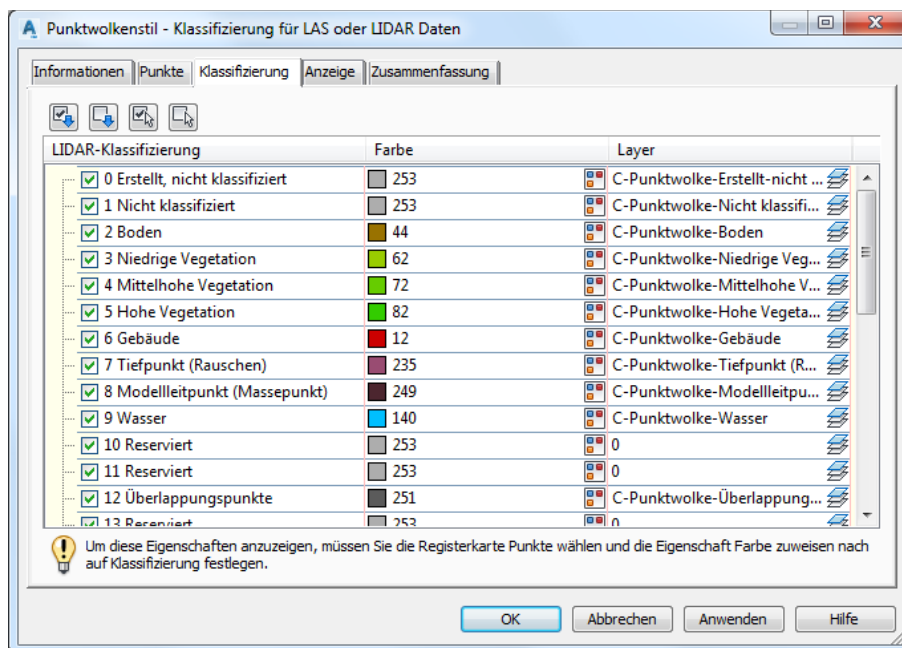 Punktwolkenstil - Klassifizierung für LAS oder LIDAR Daten
Informationen Punkte Klassifizierung Anzeige Zusammenfassung
LIDAR-Klassifizierung Farbe Layer
0 Erstellt, nicht klassifiziert 253 C-Punktwolke-Erstellt-nicht ...
1 Nicht klassifiziert 253 C-Punktwolke-Nicht klassifi...
2 Boden 44 C-Punktwolke-Boden
3 Niedrige Vegetation 62 C-Punktwolke-Niedrige Veg...
4 Mittelhohe Vegetation 72 C-Punktwolke-Mittelhohe V...
5 Hohe Vegetation 82 C-Punktwolke-Hohe Vegeta...
6 Gebäude 12 C-Punktwolke-Gebäude
7 Tiefpunkt (Rauschen) 235 C-Punktwolke-Tiefpunkt (R...
8 Modellleitpunkt (Massepunkt) 249 C-Punktwolke-Modellleitpu...
9 Wasser 140 C-Punktwolke-Wasser
10 Reserviert 253 0
11 Reserviert 253 0
12 Überlappungspunkte 251 C-Punktwolke-Überlappung...
13 Reserviert 253 0
Um diese Eigenschaften anzuzeigen, müssen Sie die Registerkarte Punkte wählen und die Eigenschaft Farbe zuweisen nach
auf Klassifizierung festlegen.
OK Abbrechen Anwenden Hilfe